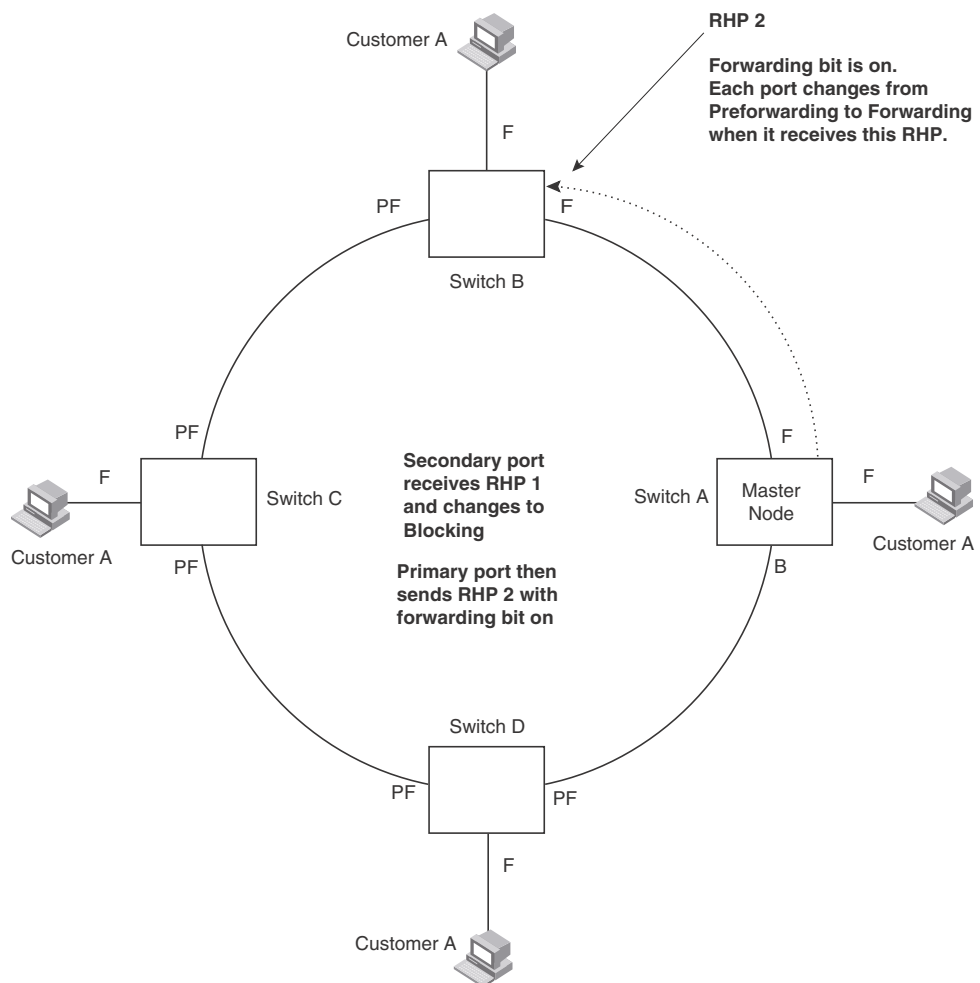 RHP 2
Customer A
Forwarding bit is on.
Each port changes from
Preforwarding to Forwarding
when it receives this RHP.
F
PF
F
Switch B
PF
F
F
Switch C
Customer A
PF
Secondary port
receives RHP 1
and changes to
Blocking
Primary port then
sends RHP 2 with
forwarding bit on
F
Switch A
Master
Node
F
Customer A
B
Switch D
PF
PF
F
Customer A